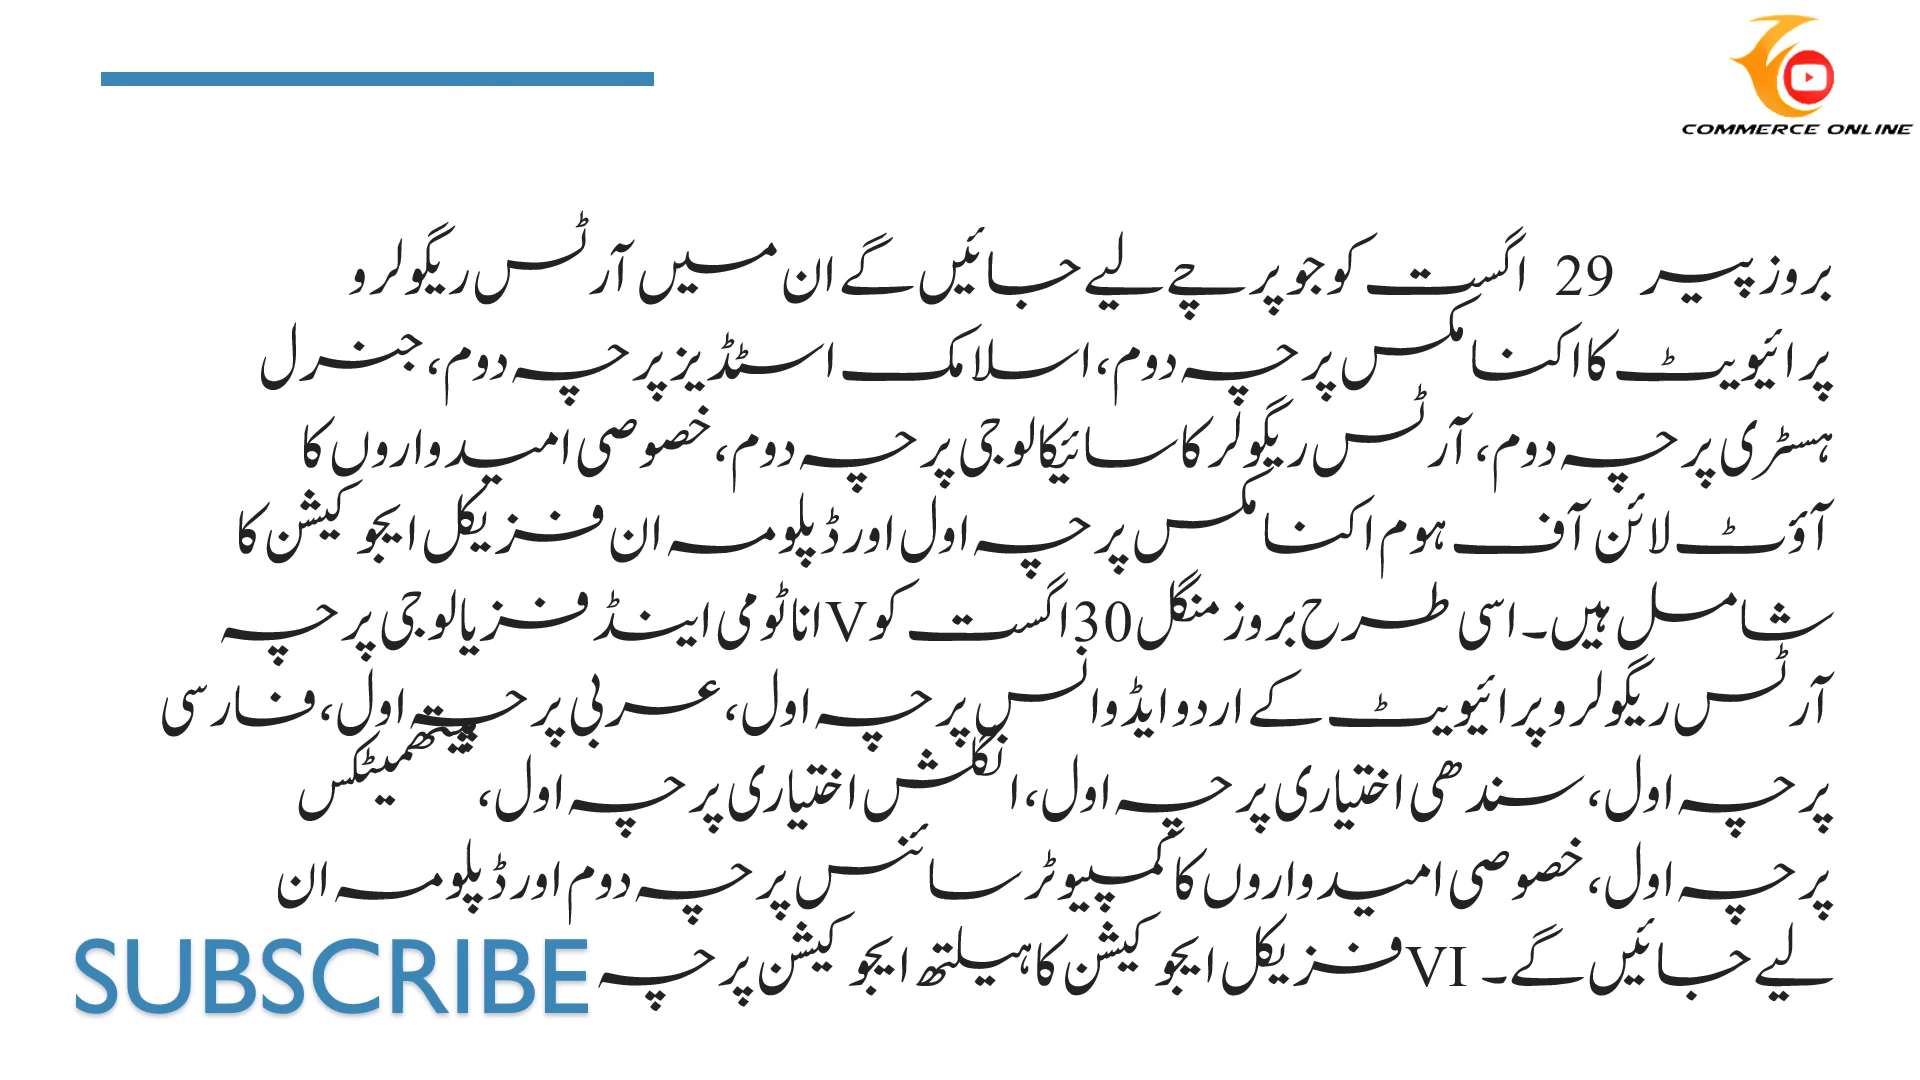 COMMERCE ONLINE
بروز پیر 29 اگست کو جو پرچے لیے جائیں گے ان میں آرٹس ریگولر و
پرائیویٹ کا اکنامکس پرچہ دوم، اسلامک اسٹڈیز پرچہ دوم، جنرل
ہسٹری پرچہ دوم، آرٹس ریگولر کا سائیکالوجی پرچہ دوم، خصوصی امیدواروں کا
آؤٹ لائن آف ہوم اکنامکس پرچہ اول اور ڈپلومہ ان فزیکل ایجوکیشن کا
شامل ہیں۔ اسی طرح بروز منگل 30 اگست کو V اناٹومی اینڈ فزیالوجی پرچہ
آرٹس ریگولر و پرائیویٹ کے اردو ایڈوانس پرچہ اول، عربی پرچہ اول، فارسی
پرچہ اول، سندھی اختیاری پرچہ اول، انگلش اختیاری پرچہ اول، میتھمیٹکس
پرچہ اول، خصوصی امیدواروں کا کمپیوٹر سائنس پرچہ دوم اور ڈپلومہ ان
لیے جائیں گے۔ VI فزیکل ایجوکیشن کا ہیلتھ ایجوکیشن پرچہ
SUBSCRIBE